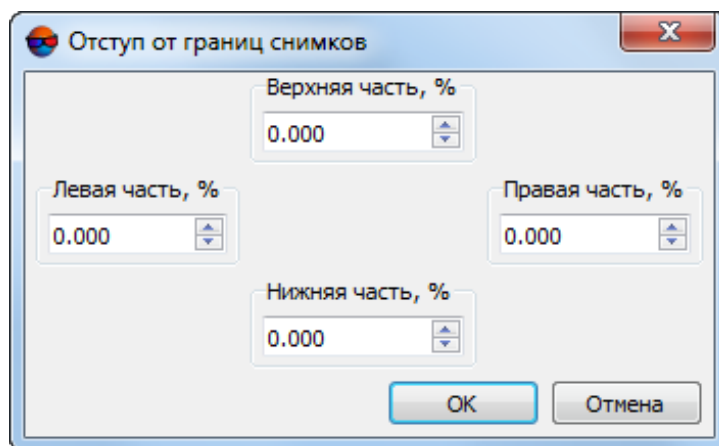 Отступ от границ снимков
Верхняя часть, %
0.000
Левая часть, %
0.000
Правая часть, %
0.000
Нижняя часть, %
0.000
OK
Отмена